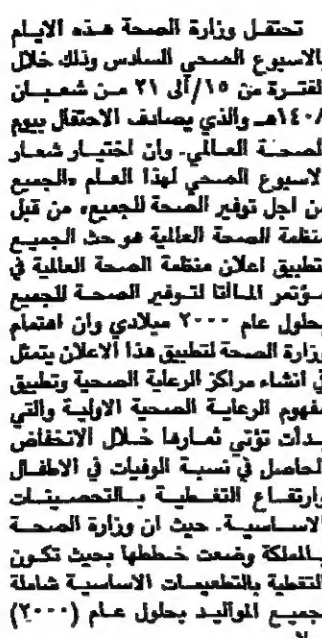 تحتفل وزارة الصحة هذه الايام
بالاسبوع الصحي السادس وذلك خلال
الفترة من ١٥/ألى ٢١ من شعبان
١٤٠٨هـ والذي يصادف الاحتفال بيوم
الصحة العالمي. وان اختيار شعار
الاسبوع الصحي لهذا العام «الجميع
من اجل توفير الصحة للجميع» من قبل
منظمة الصحة العالمية هو حث الجميع
لتطبيق اعلان منظمة الصحة العالية في
مؤتمر الماأتا لتوفير الصحة للجميع
بحلول عام ٢٠٠٠ ميلادي وان اهتمام
وزارة الصحة لتطبيق هذا الاعلان يتمثل
في انشاء مراكز الرعاية الصحية وتطبيق
مفهوم الرعاية الصحية الاولية والتي
بدأت تؤتي ثمارها خلال الانخفاض
الحاصل في نسبة الوفيات في الاطفال
وارتفاع التغطية بالتحصينات
الاساسية. حيث ان وزارة الصحة
بالملكة وضعت خططها بحيث تكون
التغطية بالتطعيمات الاساسية شاملة
لجميع المواليد بحلول عام (٢٠٠٠)